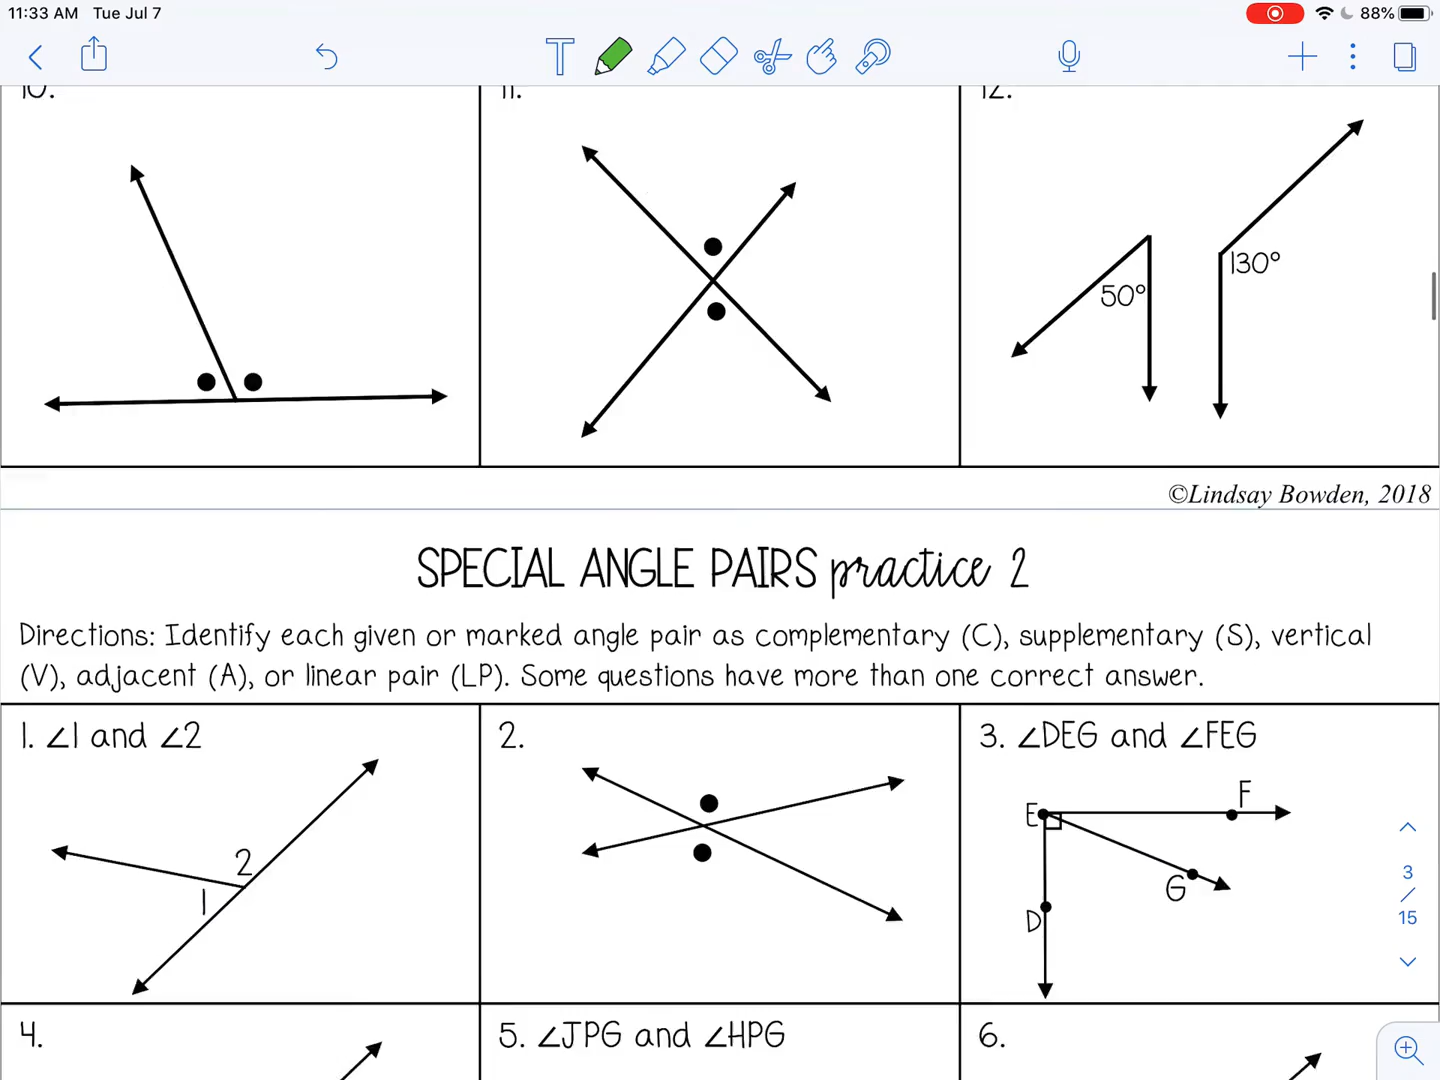 11:33 AM Tue Jul 7
88%
10.
11.
12.
50°
130°
©Lindsay Bowden, 2018
SPECIAL ANGLE PAIRS practice 2
Directions: Identify each given or marked angle pair as complementary (C), supplementary (S), vertical
(V), adjacent (A), or linear pair (LP). Some questions have more than one correct answer.
1. ∠1 and ∠2
2
1
2.
3. ∠DEG and ∠FEG
E
F
G
D
3
/
15
4.
5. ∠JPG and ∠HPG
6.